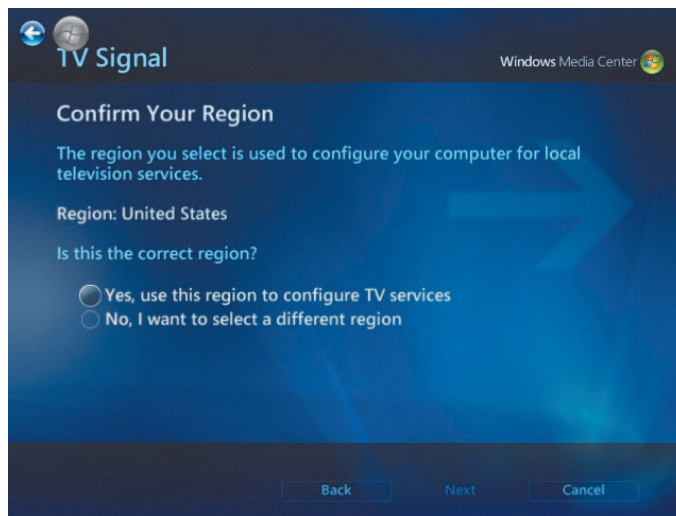 TV Signal
Windows Media Center
Confirm Your Region
The region you select is used to configure your computer for local
television services.
Region: United States
Is this the correct region?
Yes, use this region to configure TV services
No, I want to select a different region
Back
Next
Cancel